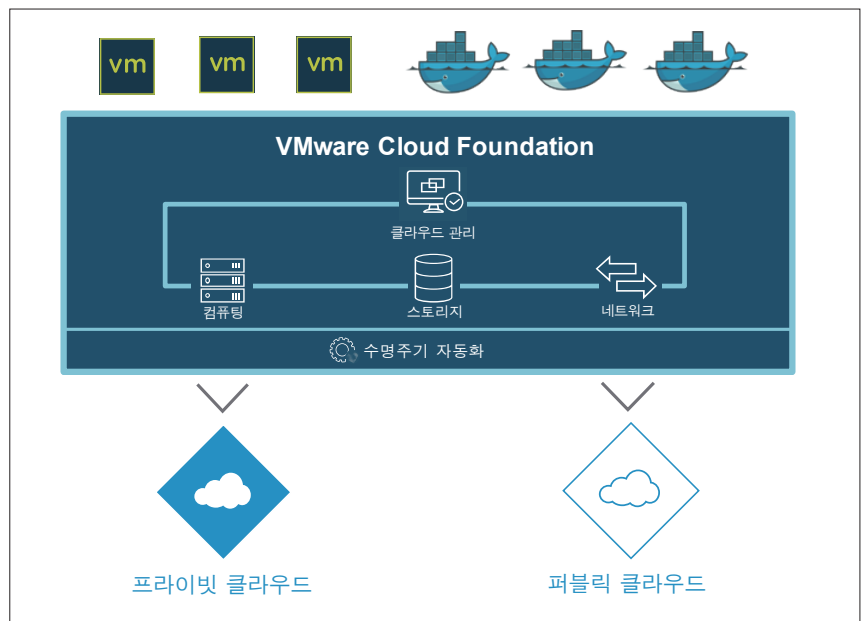 vm vm vm
VMware Cloud Foundation
클라우드 관리
컴퓨팅 스토리지 네트워크
수명주기 자동화
프라이빗 클라우드 퍼블릭 클라우드